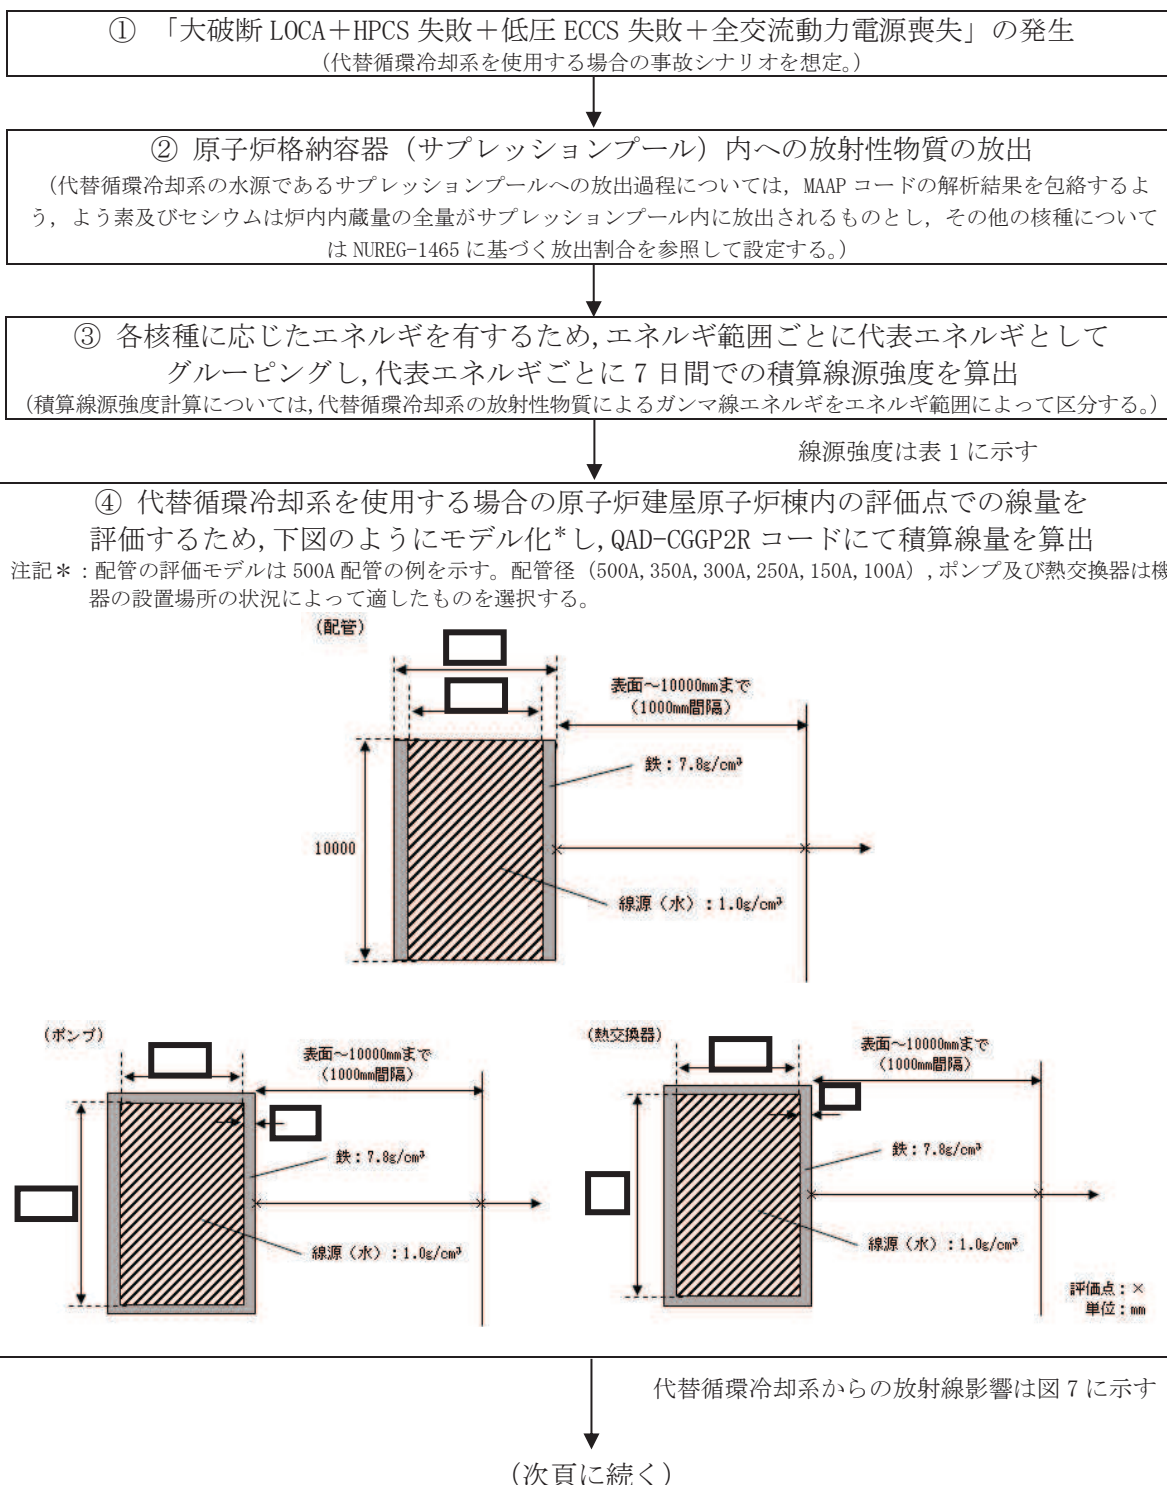 ① 「大破断 LOCA＋HPCS 失敗＋低圧 ECCS 失敗＋全交流動力電源喪失」の発生
(代替循環冷却系を使用する場合の事故シナリオを想定。)
② 原子炉格納容器（サプレッションプール）内への放射性物質の放出
(代替循環冷却系の水源であるサプレッションプールへの放出過程については，MAAP コードの解析結果を包絡するよ
う，よう素及びセシウムは炉内内蔵量の全量がサプレッションプール内に放出されるものとし，その他の核種について
は NUREG-1465 に基づく放出割合を参照して設定する。)
③ 各核種に応じたエネルギを有するため,エネルギ範囲ごとに代表エネルギとして
グルーピングし,代表エネルギごとに 7 日間での積算線源強度を算出
(積算線源強度計算については,代替循環冷却系の放射性物質によるガンマ線エネルギをエネルギ範囲によって区分する。)
線源強度は表 1 に示す
④ 代替循環冷却系を使用する場合の原子炉建屋原子炉棟内の評価点での線量を
評価するため,下図のようにモデル化*し,QAD-CGGP2R コードにて積算線量を算出
注記＊：配管の評価モデルは 500A 配管の例を示す。配管径（500A,350A,300A,250A,150A,100A）,ポンプ及び熱交換器は機
器の設置場所の状況によって適したものを選択する。
(配管)
表面～10000mmまで
(1000mm間隔)
鉄：7.8g/cm³
10000
線源（水）：1.0g/cm³
(ポンプ)
表面～10000mmまで
(1000mm間隔)
鉄：7.8g/cm³
線源（水）：1.0g/cm³
(熱交換器)
表面～10000mmまで
(1000mm間隔)
鉄：7.8g/cm³
線源（水）：1.0g/cm³
評価点：×
単位：mm
代替循環冷却系からの放射線影響は図 7 に示す
(次頁に続く)